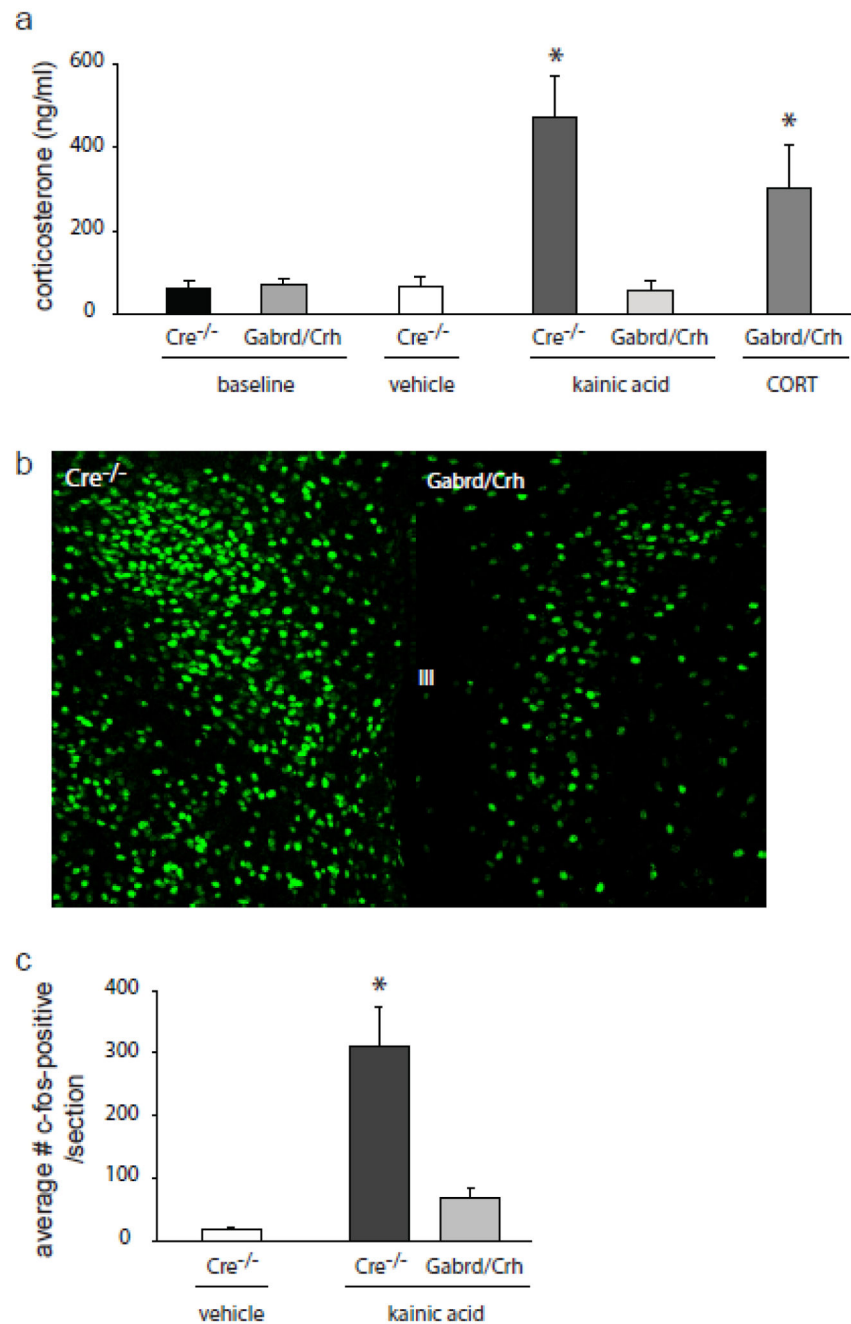 a
corticosterone (ng/ml)
600
400
200
0
*
*
Cre-/-
Gabrd/Crh
Cre-/-
Cre-/-
Gabrd/Crh
Gabrd/Crh
baseline
vehicle
kainic acid
CORT
b
Cre-/-
Gabrd/Crh
III
c
average # c-fos-positive
/section
400
300
200
100
0
*
Cre-/-
Cre-/-
Gabrd/Crh
vehicle
kainic acid